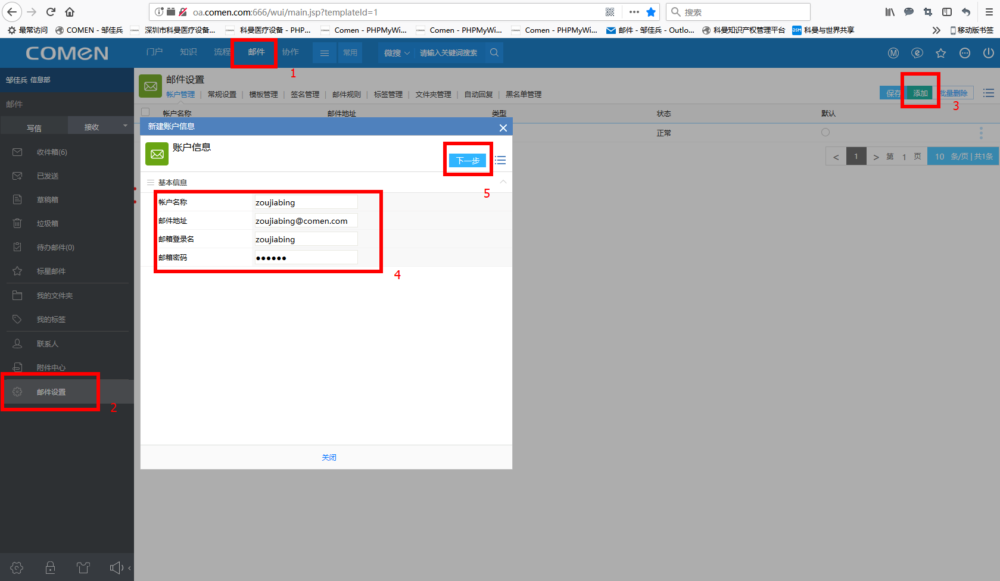 oa.comen.com:666/wui/main.jsp?templateId=1
搜索
最常访问
COMEN - 邹佳兵
深圳市科曼医疗设备...
科曼医疗设备 - PHP...
Comen - PHPMyWi...
Comen - PHPMyWi...
Comen - PHPMyWi...
邮件 - 邹佳兵 - Outlo...
科曼知识产权管理平台
DSM 科曼与世界共享
移动版书签
COMEN
门户
知识
流程
邮件
协作
常用
微搜
请输入关键词搜索
1
邹佳兵 信息部
邮件
写信
接收
收件箱(6)
已发送
草稿箱
垃圾箱
待办邮件(0)
标星邮件
我的文件夹
我的标签
联系人
附件中心
邮件设置
2
邮件设置
帐户管理 | 常规设置 | 模板管理 | 签名管理 | 邮件规则 | 标签管理 | 文件夹管理 | 自动回复 | 黑名单管理
保存
添加
批量删除
3
帐户名称
邮件地址
类型
状态
默认
正常
< 1 > 第 1 页 10 条/页 | 共1条
新建账户信息
账户信息
下一步
5
基本信息
帐户名称 zoujiabing
邮件地址 zoujiabing@comen.com
邮箱登录名 zoujiabing
邮箱密码 ●●●●●●
4
关闭